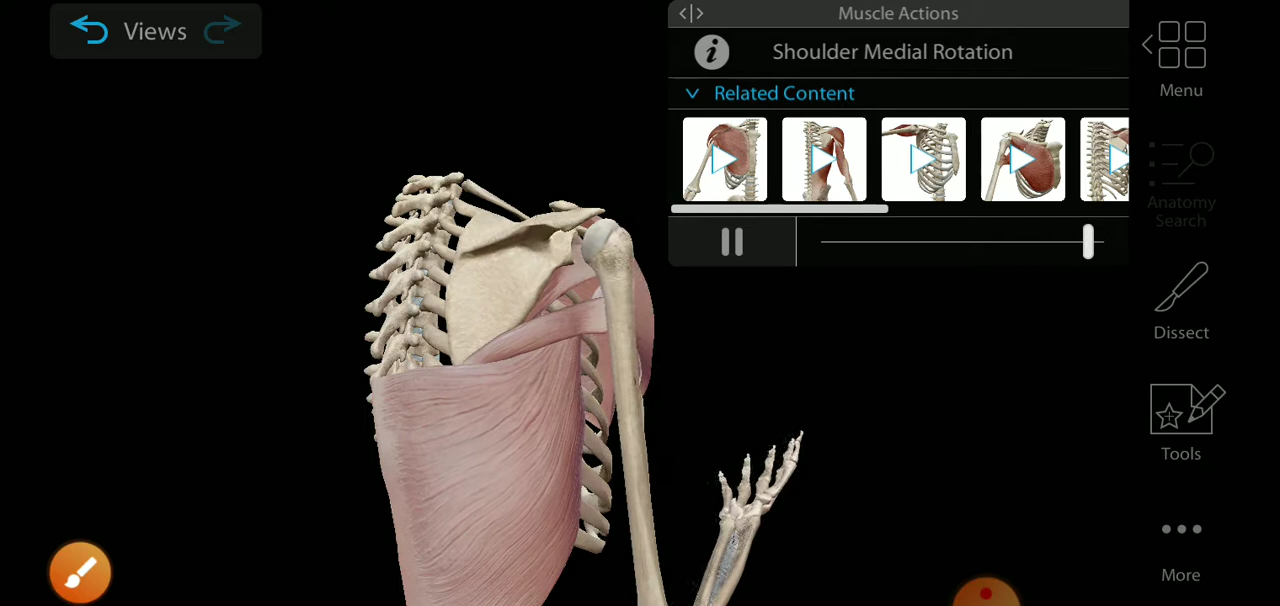 Views
Muscle Actions
Shoulder Medial Rotation
Related Content
Menu
Anatomy
Search
Dissect
Tools
More